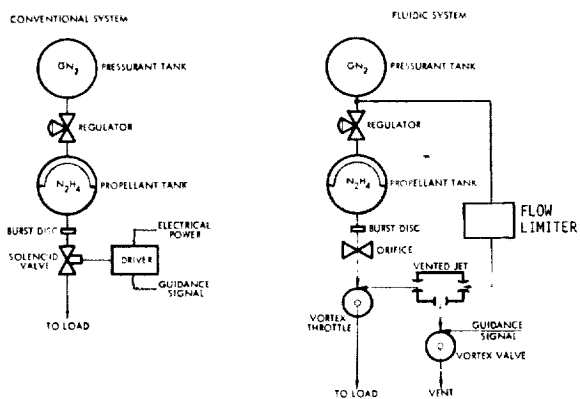 CONVENTIONAL SYSTEM
GN2
PRESSURANT TANK
REGULATOR
N2H4
PROPELLANT TANK
BURST DISC
SOLENOID
VALVE
ELECTRICAL
POWER
DRIVER
GUIDANCE
SIGNAL
TO LOAD
FLUIDIC SYSTEM
GN2
PRESSURANT TANK
REGULATOR
N2H4
PROPELLANT TANK
BURST DISC
ORIFICE
FLOW
LIMITER
VENTED JET
VORTEX
THROTTLE
GUIDANCE
SIGNAL
VORTEX VALVE
TO LOAD
VENT